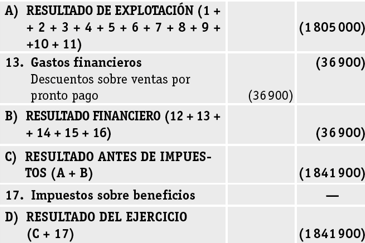 A) RESULTADO DE EXPLOTACIÓN (1 +
+ 2 + 3 + 4 + 5 + 6 + 7 + 8 + 9 +
+10 + 11) (1 805 000)
13. Gastos financieros (36 900)
Descuentos sobre ventas por
pronto pago (36 900)
B) RESULTADO FINANCIERO (12 + 13 +
+ 14 + 15 + 16) (36 900)
C) RESULTADO ANTES DE IMPUES-
TOS (A + B) (1 841 900)
17. Impuestos sobre beneficios —
D) RESULTADO DEL EJERCICIO
(C + 17) (1 841 900)